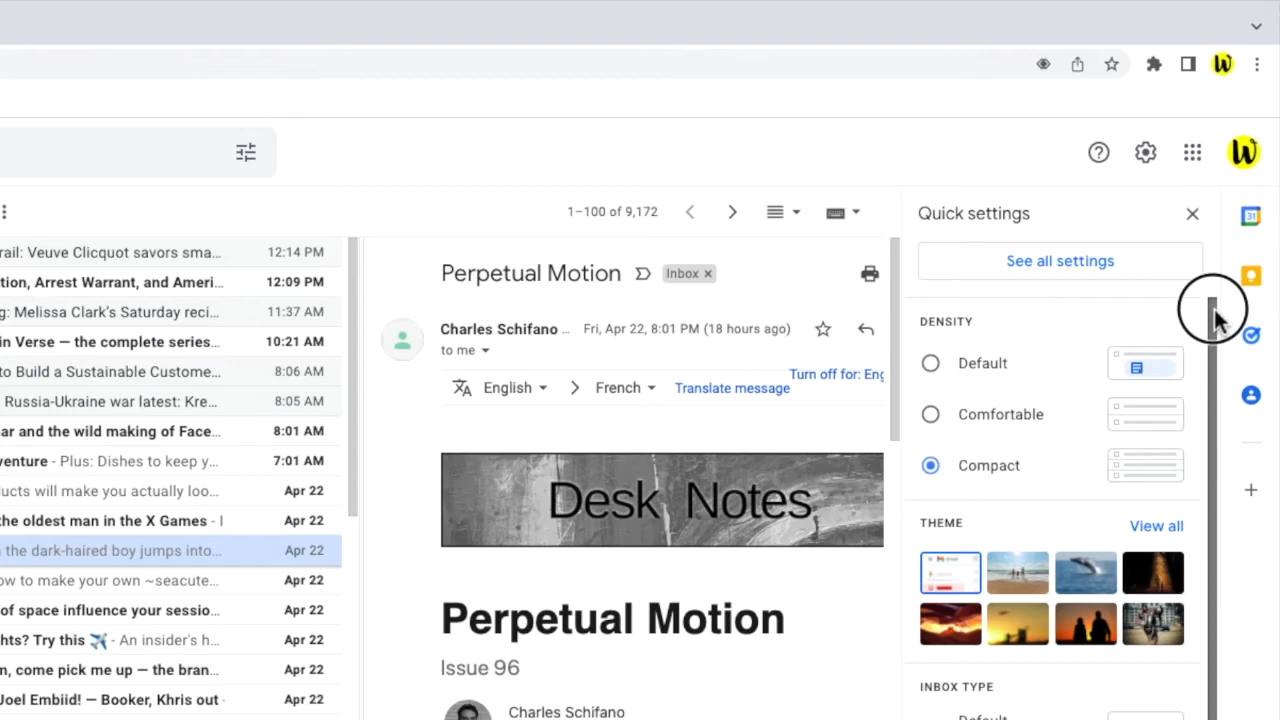 W
W
1–100 of 9,172
Quick settings
See all settings
rail: Veuve Clicquot savors sma… 12:14 PM
tion, Arrest Warrant, and Ameri… 12:09 PM
g: Melissa Clark's Saturday reci… 11:37 AM
in Verse — the complete series… 10:21 AM
to Build a Sustainable Custome… 8:06 AM
Russia-Ukraine war latest: Kre… 8:05 AM
ar and the wild making of Face… 8:01 AM
venture - Plus: Dishes to keep y… 7:01 AM
ucts will make you actually loo… Apr 22
the oldest man in the X Games - I Apr 22
the dark-haired boy jumps into… Apr 22
ow to make your own ~seacute… Apr 22
of space influence your sessio… Apr 22
hts? Try this ✈️ - An insider's h… Apr 22
m, come pick me up — the bran… Apr 22
Joel Embiid! — Booker, Khris out - Apr 22
Perpetual Motion Inbox ×
Charles Schifano … Fri, Apr 22, 8:01 PM (18 hours ago)
to me
Turn off for: Eng
English > French Translate message
Desk Notes
Perpetual Motion
Issue 96
Charles Schifano
DENSITY
Default
Comfortable
Compact
THEME View all
INBOX TYPE
Default
31